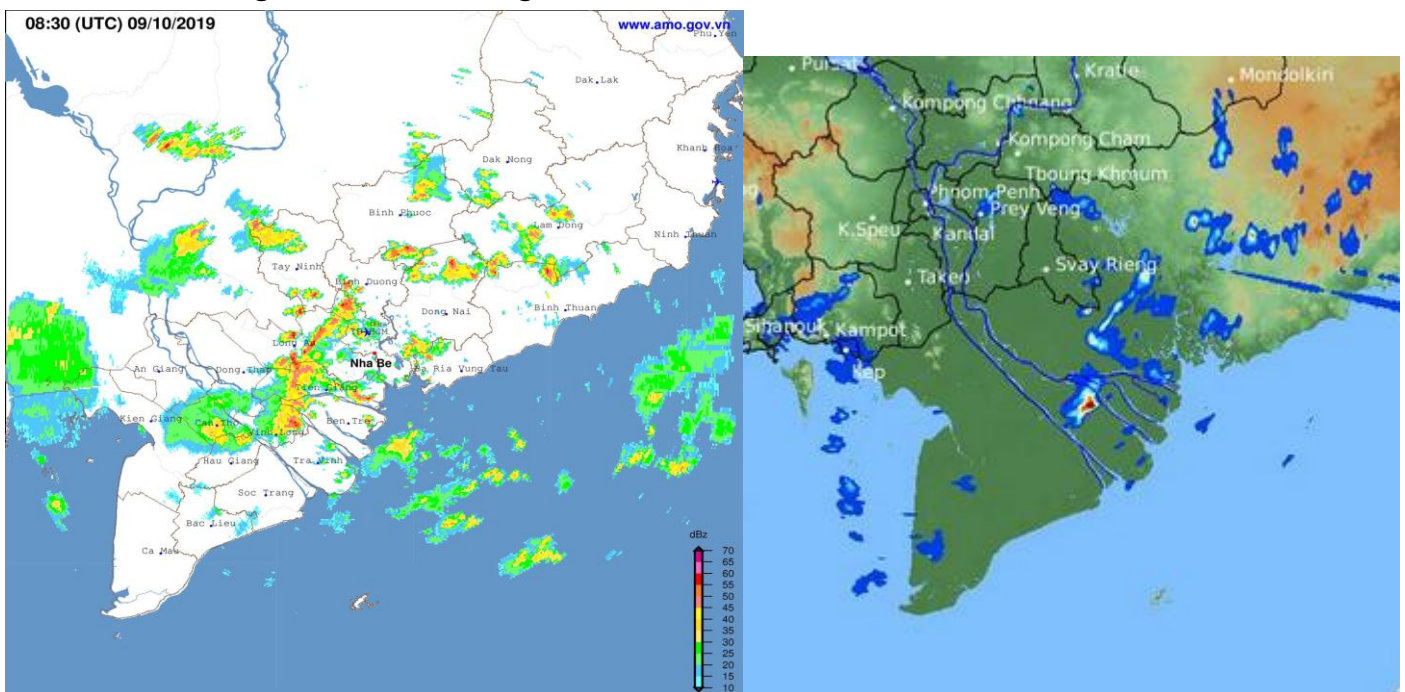 08:30 (UTC) 09/10/2019
www.amo.gov.vn
Phu Yen
Dak Lak
Khanh Hoa
Dak Nong
Binh Phuoc
Lam Dong
Ninh Thuan
Tay Ninh
Binh Duong
Dong Nai
Binh Thuan
Long An
Nha Be
An Giang
Dong Thap
Ba Ria Vung Tau
Tien Giang
Kien Giang
Can Tho
Vinh Long
Ben Tre
Hau Giang
Tra Vinh
Soc Trang
Bac Lieu
Ca Mau
dBz
70
65
60
55
50
45
40
35
30
25
20
15
10
Pursat
Kratie
Mondolkiri
Kompong Chhnang
Kompong Cham
Tboung Khmum
Phnom Penh
Prey Veng
K.Speu
Kandal
Svay Rieng
Takeo
Sihanouk
Kampot
Kep